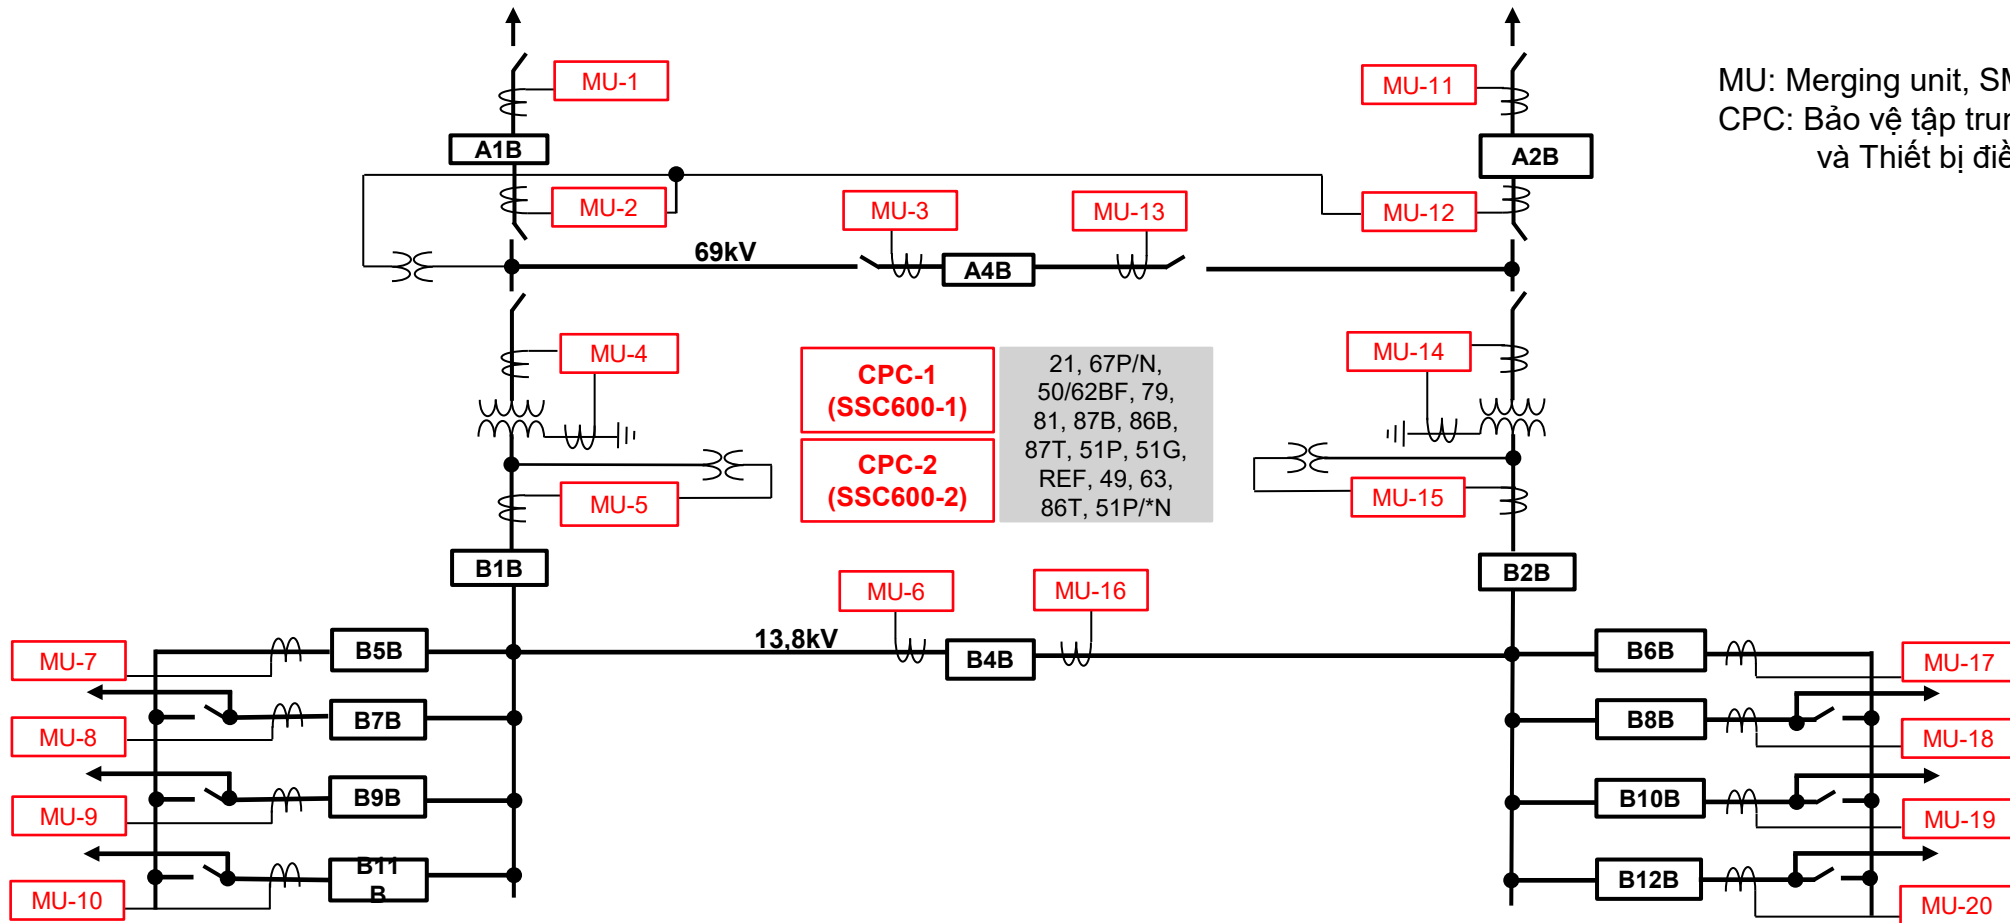 MU-1
MU-11
MU: Merging unit, SM
CPC: Bảo vệ tập trun
và Thiết bị điề
A1B
A2B
MU-2
MU-3
MU-13
MU-12
69kV
A4B
MU-4
MU-14
CPC-1
(SSC600-1)
CPC-2
(SSC600-2)
21, 67P/N,
50/62BF, 79,
81, 87B, 86B,
87T, 51P, 51G,
REF, 49, 63,
86T, 51P/*N
MU-5
MU-15
B1B
B2B
MU-6
MU-16
13,8kV
B4B
MU-7
B5B
B6B
MU-17
MU-8
B7B
B8B
MU-18
MU-9
B9B
B10B
MU-19
MU-10
B11
B
B12B
MU-20